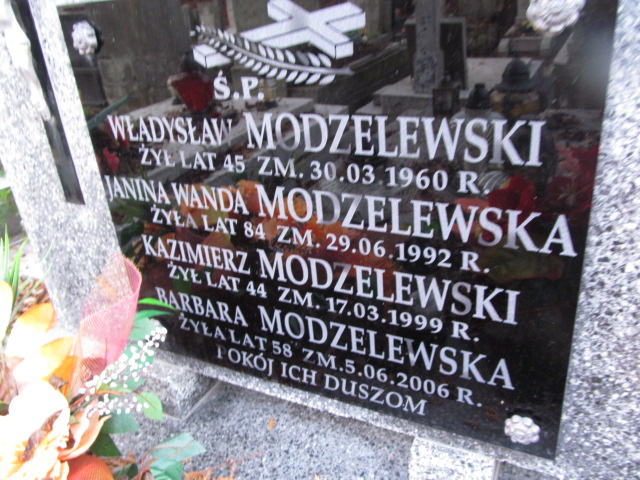 Ś.P.
WŁADYSŁAW MODZELEWSKI
ŻYŁ LAT 45 ZM. 30.03 1960 R.
JANINA WANDA MODZELEWSKA
ŻYŁA LAT 84 ZM. 29.06.1992 R.
KAZIMIERZ MODZELEWSKI
ŻYŁ LAT 44 ZM. 17.03.1999 R.
BARBARA MODZELEWSKA
ŻYŁA LAT 58 ZM. 5.06.2006 R.
POKÓJ ICH DUSZOM